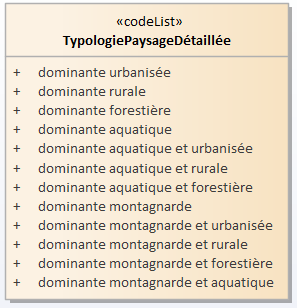 «codeList»
TypologiePaysageDétaillée
+ dominante urbanisée
+ dominante rurale
+ dominante forestière
+ dominante aquatique
+ dominante aquatique et urbanisée
+ dominante aquatique et rurale
+ dominante aquatique et forestière
+ dominante montagnarde
+ dominante montagnarde et urbanisée
+ dominante montagnarde et rurale
+ dominante montagnarde et forestière
+ dominante montagnarde et aquatique